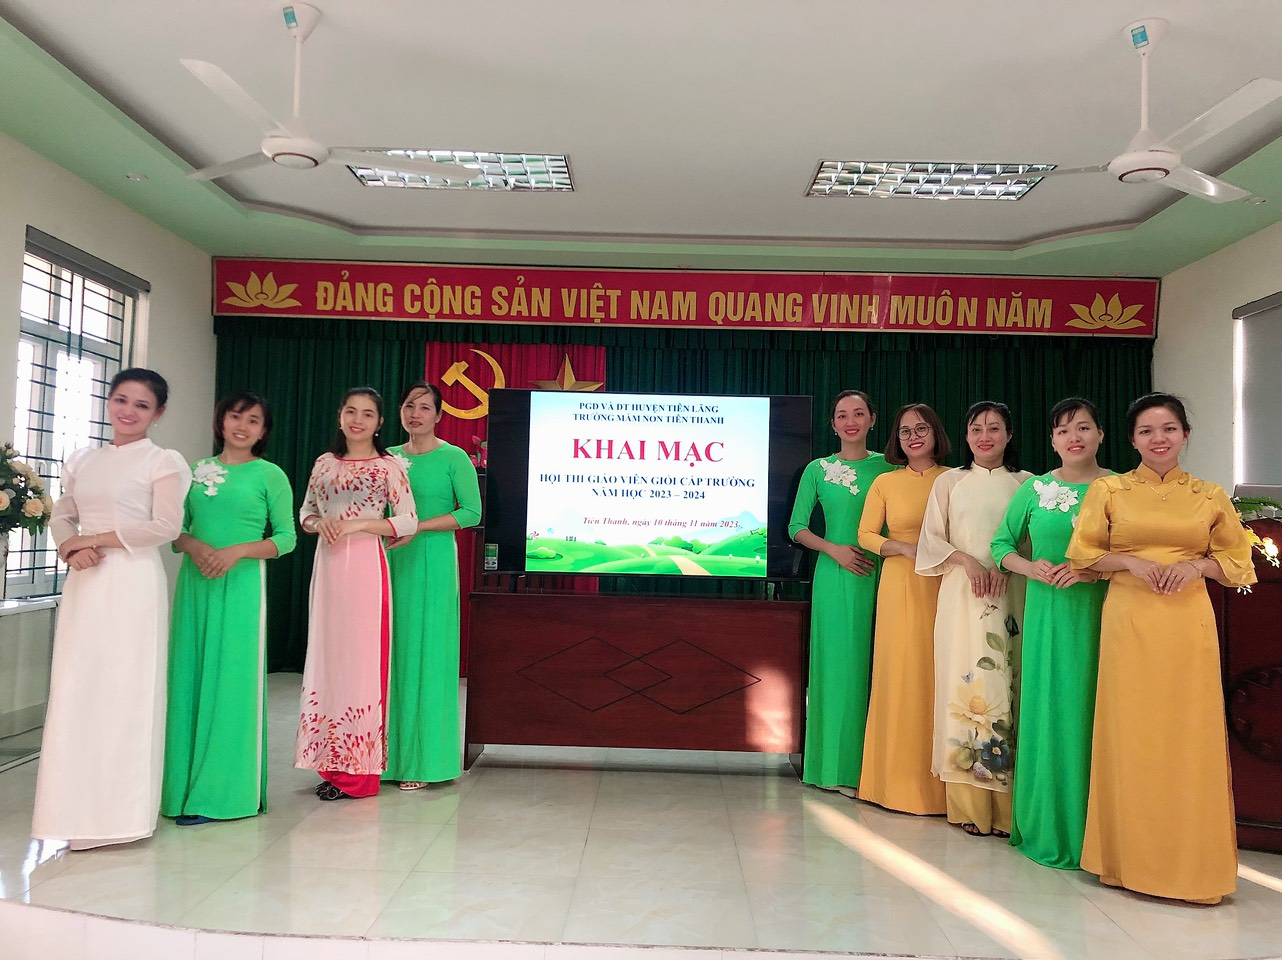 ĐẢNG CỘNG SẢN VIỆT NAM QUANG VINH MUÔN NĂM
PGD VÀ ĐT HUYỆN TIÊN LÃNG
TRƯỜNG MẦM NON TIÊN THANH
KHAI MẠC
HỘI THI GIÁO VIÊN GIỎI CẤP TRƯỜNG
NĂM HỌC 2023 – 2024
Tiên Thanh, ngày 10 tháng 11 năm 2023